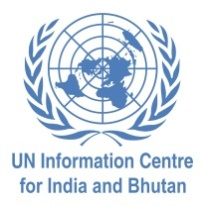 UN Information Centre
for India and Bhutan